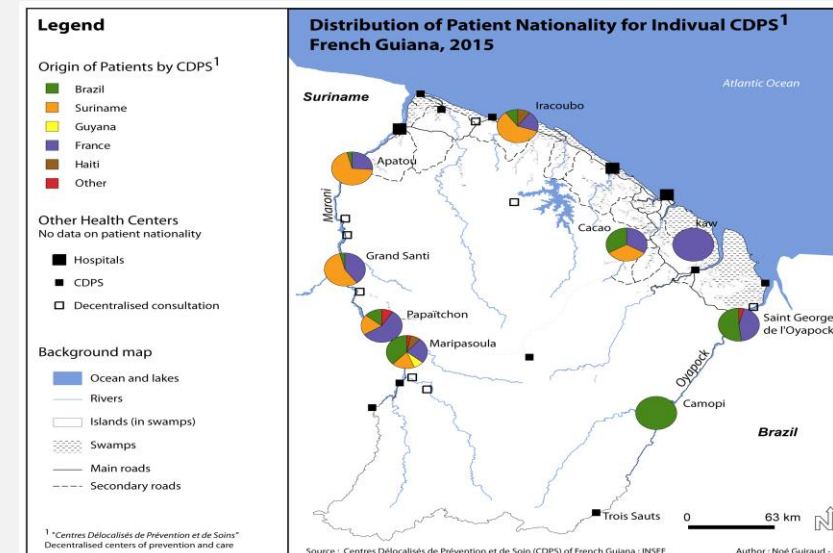 Legend
Origin of Patients by CDPS¹
Brazil
Suriname
Guyana
France
Haiti
Other
Other Health Centers
No data on patient nationality
Hospitals
CDPS
Decentralised consultation
Background map
Ocean and lakes
Rivers
Islands (in swamps)
Swamps
Main roads
Secondary roads
¹ "Centres Délocalisés de Prévention et de Soins"
Decentralised centers of prevention and care
Distribution of Patient Nationality for Indivual CDPS¹
French Guiana, 2015
Atlantic Ocean
Suriname
Iracoubo
Apatou
Maroni
Cacao
kaw
Grand Santi
Papaïtchon
Saint George
de l'Oyapock
Maripasoula
Oyapock
Camopi
Brazil
Trois Sauts
0 63 km
N
Source : Centres Délocalisés de Prévention et de Soin (CDPS) of French Guiana ; INSEE
Author : Noé Guiraud -